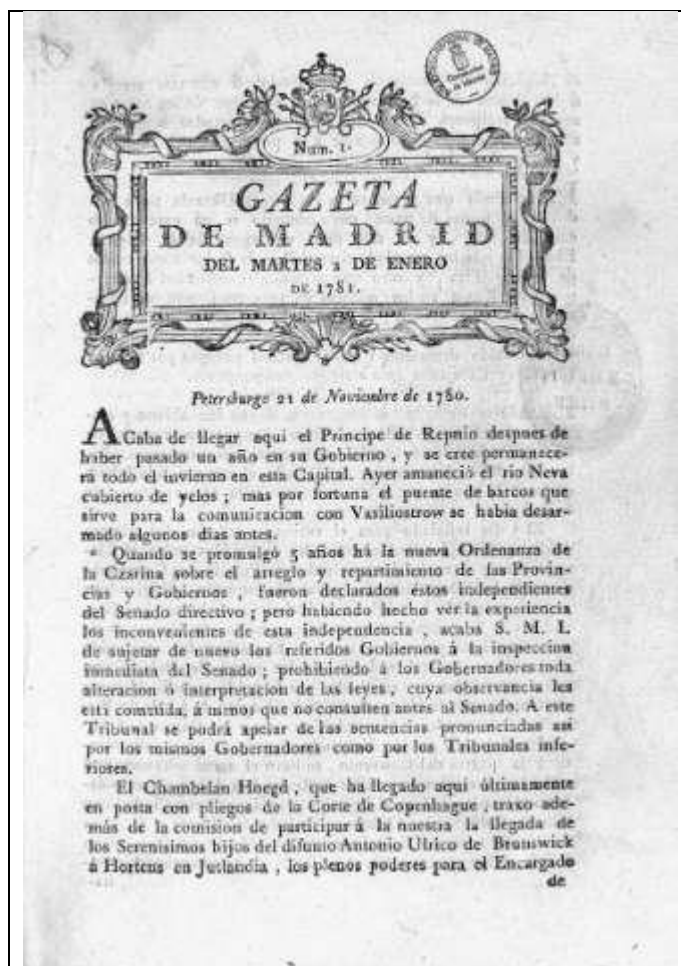 Num. 1.
GAZETA
DE MADRID
DEL MARTES 2 DE ENERO
DE 1781.
Petersburgo 21 de Noviembre de 1780.
ACaba de llegar aqui el Principe de Repnin despues de
haber pasado un año en su Gobierno, y se cree permanece-
rá todo el invierno en esta Capital. Ayer amaneció el rio Neva
cubierto de yelos; mas por fortuna el puente de barcos que
sirve para la comunicacion con Vasiliostrow se habia desar-
mado algunos dias antes.
* Quando se promulgó 5 años há la nueva Ordenanza de
la Czarina sobre el arreglo y repartimiento de las Provin-
cias y Gobiernos, fueron declarados éstos independientes
del Senado directivo; pero habiendo hecho vér la experiencia
los inconvenientes de esta independencia, acaba S. M. I.
de sujetar de nuevo los referidos Gobiernos á la inspeccion
inmediata del Senado; prohibiendo á los Gobernadores toda
alteracion ó interpretacion de las leyes, cuya observancia les
está cometida, á menos que no consulten antes al Senado. A este
Tribunal se podrá apelar de las sentencias pronunciadas asi
por los mismos Gobernadores como por los Tribunales infe-
riores.
El Chambelan Hoegd, que ha llegado aquí últimamente
en posta con pliegos de la Corte de Copenhague, traxo ade-
más de la comision de participar á la nuestra la llegada de
los Serenisimos hijos del difunto Antonio Ulrico de Brunswick
á Hortens en Jutlandia, los plenos poderes para el Encargado
de